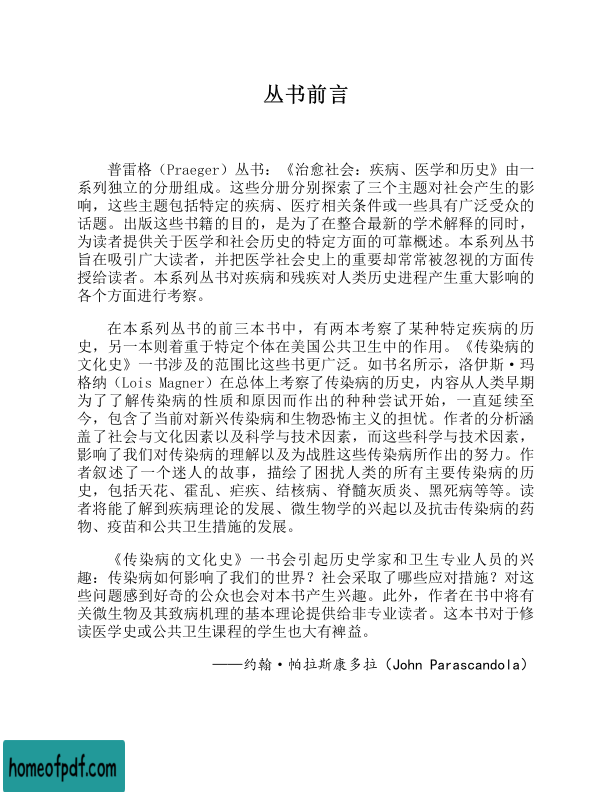 丛书前言
普雷格（Praeger）丛书：《治愈社会：疾病、医学和历史》由一
系列独立的分册组成。这些分册分别探索了三个主题对社会产生的影
响，这些主题包括特定的疾病、医疗相关条件或一些具有广泛受众的
话题。出版这些书籍的目的，是为了在整合最新的学术解释的同时，
为读者提供关于医学和社会历史的特定方面的可靠概述。本系列丛书
旨在吸引广大读者，并把医学社会史上的重要却常常被忽视的方面传
授给读者。本系列丛书对疾病和残疾对人类历史进程产生重大影响的
各个方面进行考察。
在本系列丛书的前三本书中，有两本考察了某种特定疾病的历
史，另一本则着重于特定个体在美国公共卫生中的作用。《传染病的
文化史》一书涉及的范围比这些书更广泛。如书名所示，洛伊斯·玛
格纳（Lois Magner）在总体上考察了传染病的历史，内容从人类早期
为了了解传染病的性质和原因而作出的种种尝试开始，一直延续至
今，包含了当前对新兴传染病和生物恐怖主义的担忧。作者的分析涵
盖了社会与文化因素以及科学与技术因素，而这些科学与技术因素，
影响了我们对传染病的理解以及为战胜这些传染病所作出的努力。作
者叙述了一个迷人的故事，描绘了困扰人类的所有主要传染病的历
史，包括天花、霍乱、疟疾、结核病、脊髓灰质炎、黑死病等等。读
者将能了解到疾病理论的发展、微生物学的兴起以及抗击传染病的药
物、疫苗和公共卫生措施的发展。
《传染病的文化史》一书会引起历史学家和卫生专业人员的兴
趣：传染病如何影响了我们的世界？社会采取了哪些应对措施？对这
些问题感到好奇的公众也会对本书产生兴趣。此外，作者在书中将有
关微生物及其致病机理的基本理论提供给非专业读者。这本书对于修
读医学史或公共卫生课程的学生也大有裨益。
——约翰·帕拉斯康多拉（John Parascandola）
homeofpdf.com